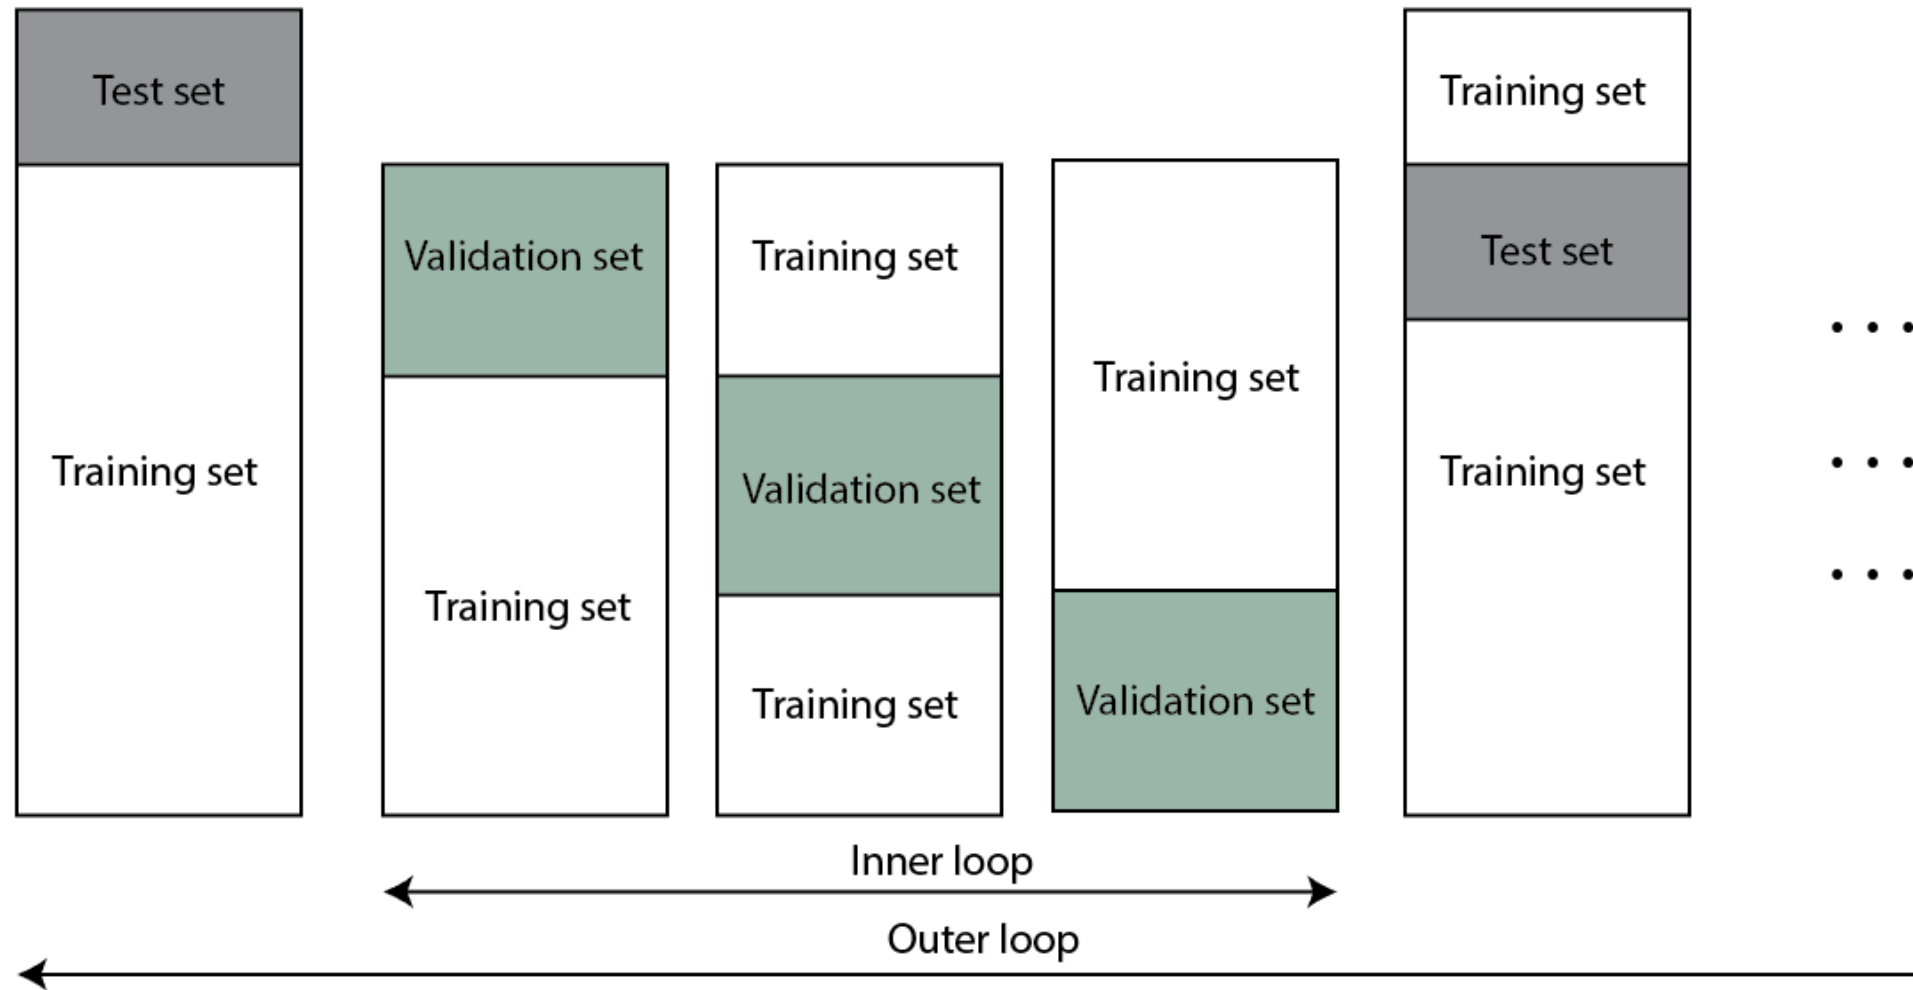 Test set
Training set
Validation set
Training set
Training set
Validation set
Training set
Training set
Validation set
Training set
Test set
Training set
. . .
. . .
. . .
Inner loop
Outer loop